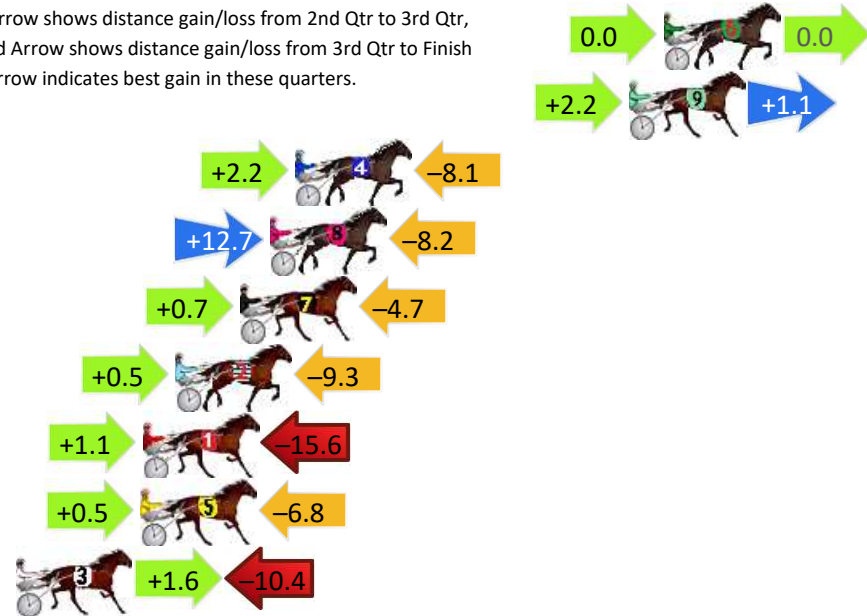 rrow shows distance gain/loss from 2nd Qtr to 3rd Qtr,
d Arrow shows distance gain/loss from 3rd Qtr to Finish
rrow indicates best gain in these quarters.
0.0 6 0.0
+2.2 9 +1.1
+2.2 4 –8.1
+12.7 8 –8.2
+0.7 7 –4.7
+0.5 2 –9.3
+1.1 1 –15.6
+0.5 5 –6.8
3 +1.6 –10.4